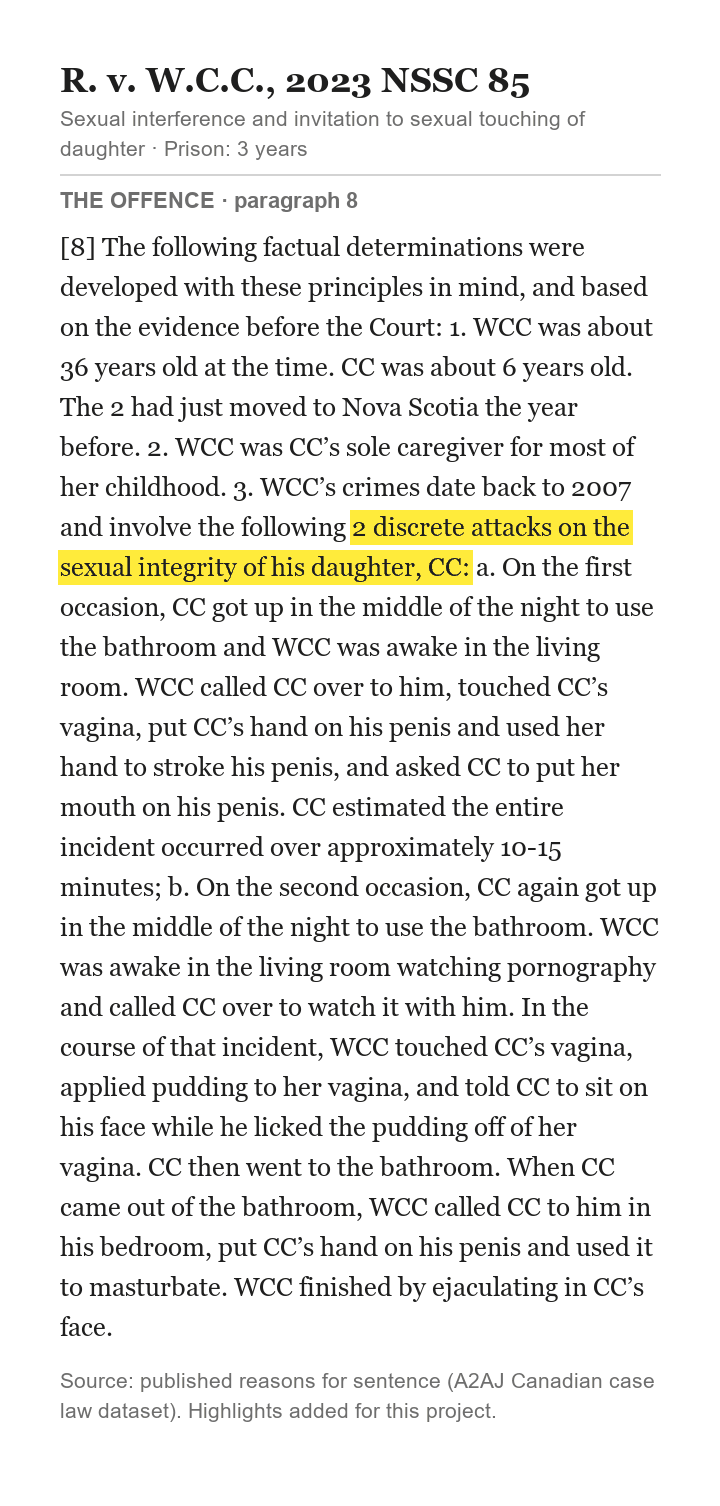 R. v. W.C.C., 2023 NSSC 85
Sexual interference and invitation to sexual touching of
daughter · Prison: 3 years
THE OFFENCE · paragraph 8
[8] The following factual determinations were
developed with these principles in mind, and based
on the evidence before the Court: 1. WCC was about
36 years old at the time. CC was about 6 years old.
The 2 had just moved to Nova Scotia the year
before. 2. WCC was CC’s sole caregiver for most of
her childhood. 3. WCC’s crimes date back to 2007
and involve the following 2 discrete attacks on the
sexual integrity of his daughter, CC: a. On the first
occasion, CC got up in the middle of the night to use
the bathroom and WCC was awake in the living
room. WCC called CC over to him, touched CC’s
vagina, put CC’s hand on his penis and used her
hand to stroke his penis, and asked CC to put her
mouth on his penis. CC estimated the entire
incident occurred over approximately 10-15
minutes; b. On the second occasion, CC again got up
in the middle of the night to use the bathroom. WCC
was awake in the living room watching pornography
and called CC over to watch it with him. In the
course of that incident, WCC touched CC’s vagina,
applied pudding to her vagina, and told CC to sit on
his face while he licked the pudding off of her
vagina. CC then went to the bathroom. When CC
came out of the bathroom, WCC called CC to him in
his bedroom, put CC’s hand on his penis and used it
to masturbate. WCC finished by ejaculating in CC’s
face.
Source: published reasons for sentence (A2AJ Canadian case
law dataset). Highlights added for this project.